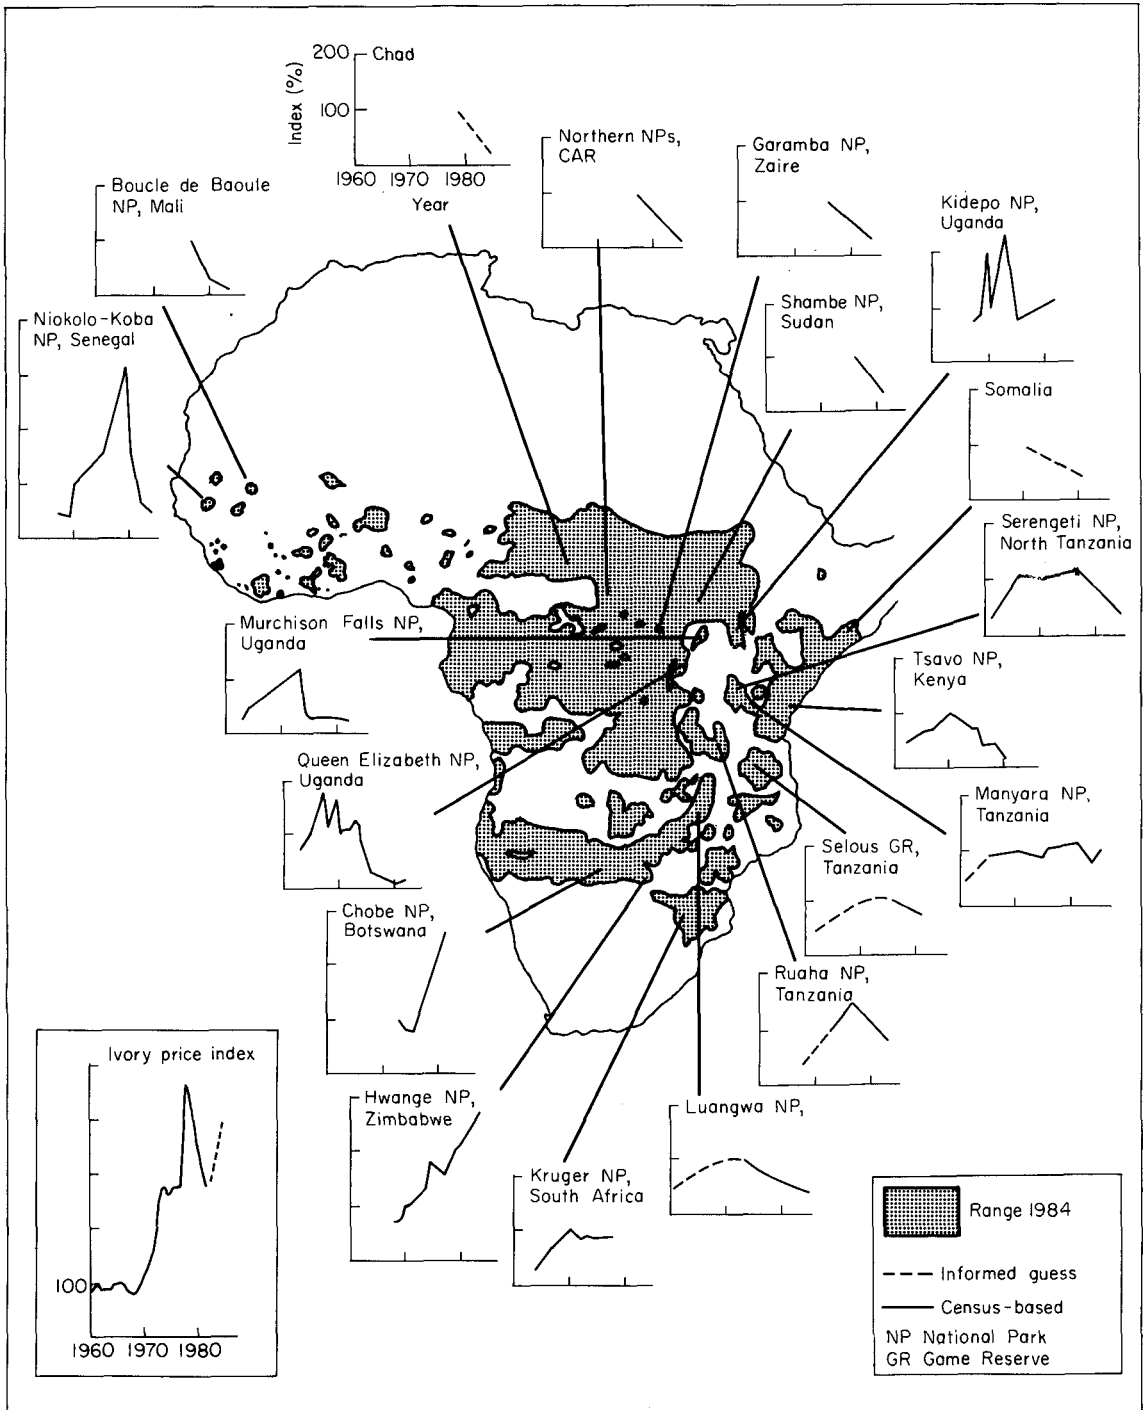 200
Chad
Index (%)
100
1960 1970 1980
Year
Northern NPs,
CAR
Garamba NP,
Zaire
Boucle de Baoule
NP, Mali
Kidepo NP,
Uganda
Shambe NP,
Sudan
Niokolo-Koba
NP, Senegal
Somalia
Serengeti NP,
North Tanzania
Murchison Falls NP,
Uganda
Tsavo NP,
Kenya
Queen Elizabeth NP,
Uganda
Manyara NP,
Tanzania
Selous GR,
Tanzania
Chobe NP,
Botswana
Ruaha NP,
Tanzania
Ivory price index
100
1960 1970 1980
Hwange NP,
Zimbabwe
Luangwa NP,
Kruger NP,
South Africa
Range 1984
Informed guess
Census-based
NP National Park
GR Game Reserve